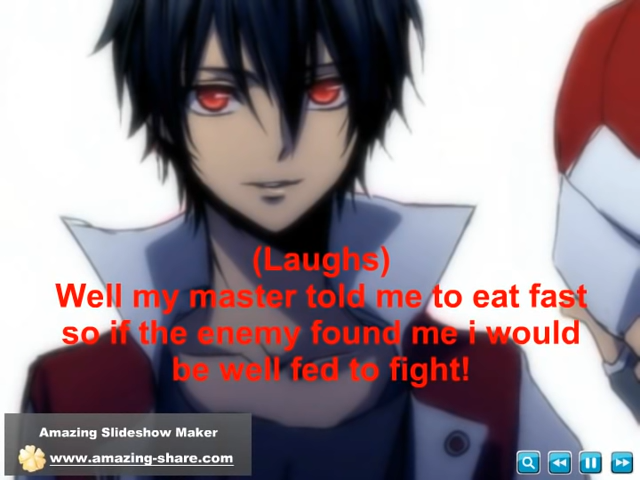 (Laughs)
Well my master told me to eat fast
so if the enemy found me i would
be well fed to fight!
Amazing Slideshow Maker
www.amazing-share.com